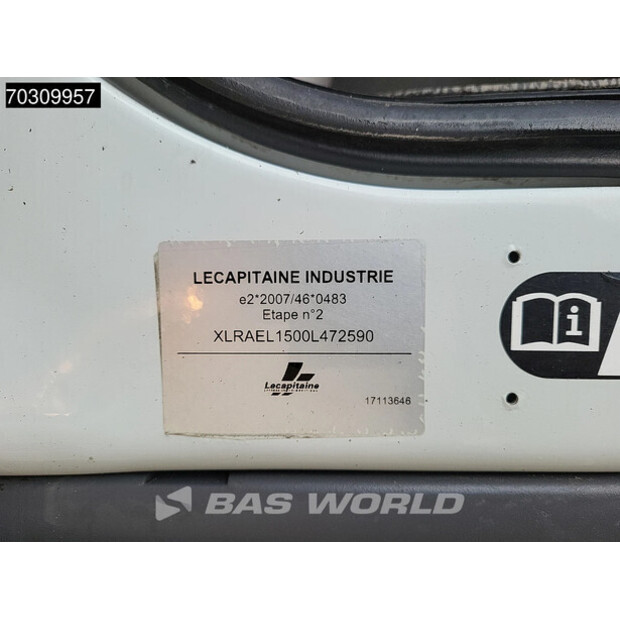 70309957
LECAPITAINE INDUSTRIE
e2*2007/46*0483
Etape n°2
XLRAEL1500L472590
Lecapitaine
17113646
i
BAS WORLD